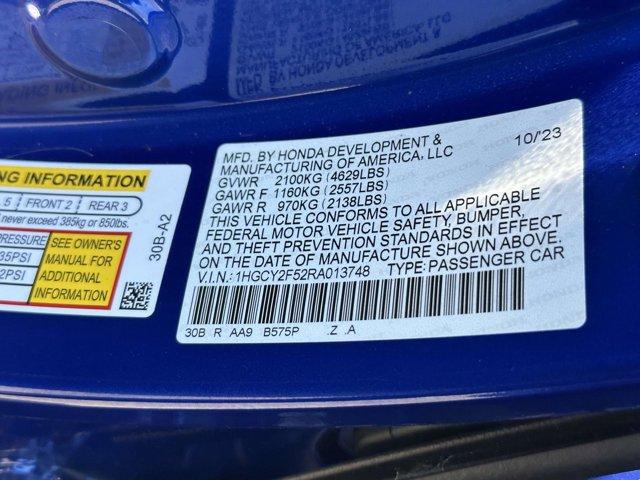 NG INFORMATION
5 FRONT 2 REAR 3
never exceed 385kg or 850lbs.
PRESSURE
35PSI
2PSI
SEE OWNER'S
MANUAL FOR
ADDITIONAL
INFORMATION
30B-A2
MFD. BY HONDA DEVELOPMENT & 10/'23
MANUFACTURING OF AMERICA, LLC
GVWR 2100KG (4629LBS)
GAWR F 1160KG (2557LBS)
GAWR R 970KG (2138LBS)
THIS VEHICLE CONFORMS TO ALL APPLICABLE
FEDERAL MOTOR VEHICLE SAFETY, BUMPER,
AND THEFT PREVENTION STANDARDS IN EFFECT
ON THE DATE OF MANUFACTURE SHOWN ABOVE.
V.I.N.: 1HGCY2F52RA013748 TYPE: PASSENGER CAR
30B R AA9 B575P .Z .A